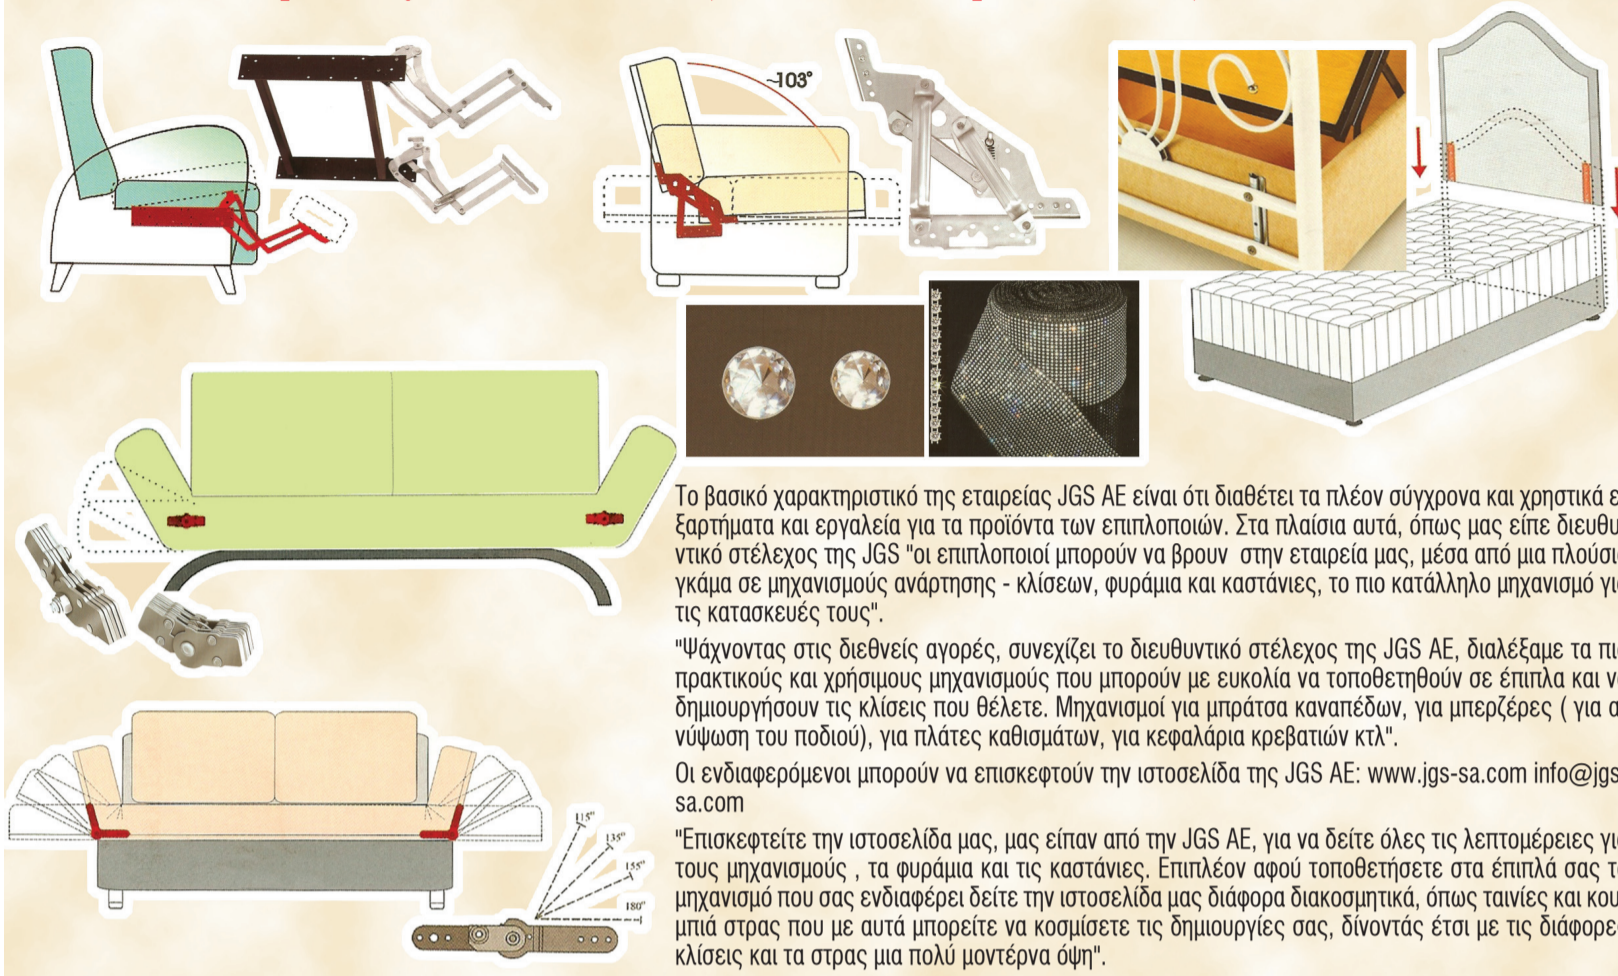 ~103°
Το βασικό χαρακτηριστικό της εταιρείας JGS ΑΕ είναι ότι διαθέτει τα πλέον σύγχρονα και χρηστικά ε
ξαρτήματα και εργαλεία για τα προϊόντα των επιπλοποιών. Στα πλαίσια αυτά, όπως μας είπε διευθυ
ντικό στέλεχος της JGS "οι επιπλοποιοί μπορούν να βρουν στην εταιρεία μας, μέσα από μια πλούσι
γκάμα σε μηχανισμούς ανάρτησης - κλίσεων, φυράμια και καστάνιες, το πιο κατάλληλο μηχανισμό γι
τις κατασκευές τους".
"Ψάχνοντας στις διεθνείς αγορές, συνεχίζει το διευθυντικό στέλεχος της JGS ΑΕ, διαλέξαμε τα πι
πρακτικούς και χρήσιμους μηχανισμούς που μπορούν με ευκολία να τοποθετηθούν σε έπιπλα και ν
δημιουργήσουν τις κλίσεις που θέλετε. Μηχανισμοί για μπράτσα καναπέδων, για μπερζέρες ( για α
νύψωση του ποδιού), για πλάτες καθισμάτων, για κεφαλάρια κρεβατιών κτλ".
Οι ενδιαφερόμενοι μπορούν να επισκεφτούν την ιστοσελίδα της JGS ΑΕ: www.jgs-sa.com info@jgs
sa.com
"Επισκεφτείτε την ιστοσελίδα μας, μας είπαν από την JGS ΑΕ, για να δείτε όλες τις λεπτομέρειες γι
τους μηχανισμούς , τα φυράμια και τις καστάνιες. Επιπλέον αφού τοποθετήσετε στα έπιπλά σας τ
μηχανισμό που σας ενδιαφέρει δείτε την ιστοσελίδα μας διάφορα διακοσμητικά, όπως ταινίες και κου
μπιά στρας που με αυτά μπορείτε να κοσμίσετε τις δημιουργίες σας, δίνοντάς έτσι με τις διάφορε
κλίσεις και τα στρας μια πολύ μοντέρνα όψη".
115°
135°
155°
180°